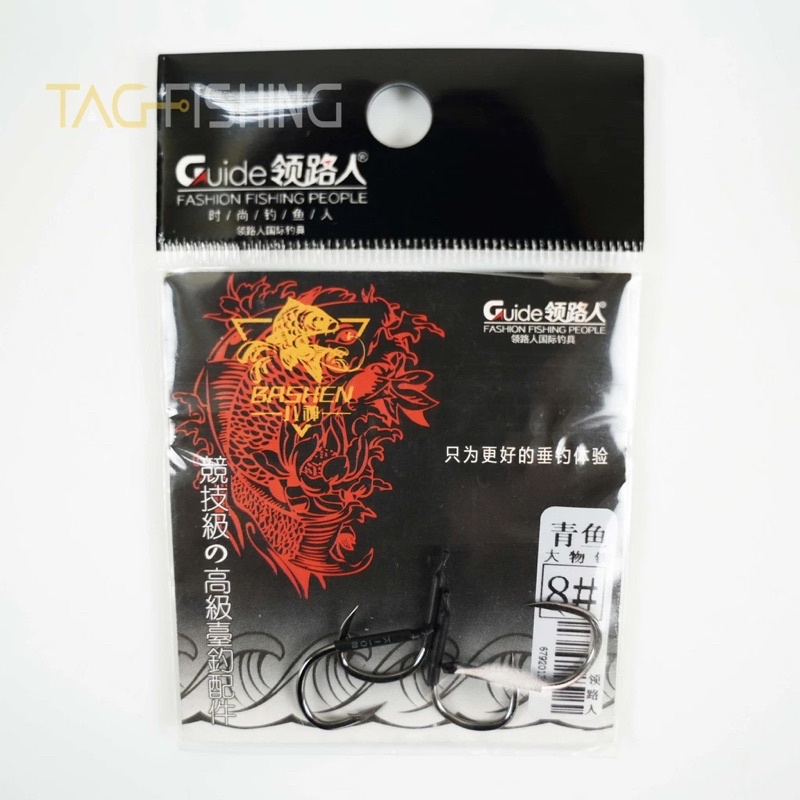 TAG FISHING
Guide领路人®
FASHION FISHING PEOPLE
时/尚/钓/鱼/人
领路人国际钓具
Guide领路人®
FASHION FISHING PEOPLE
领路人国际钓具
BASHEN
只为更好的垂钓体验
競技級の高級臺釣配件
青鱼
大物
8#
领路人